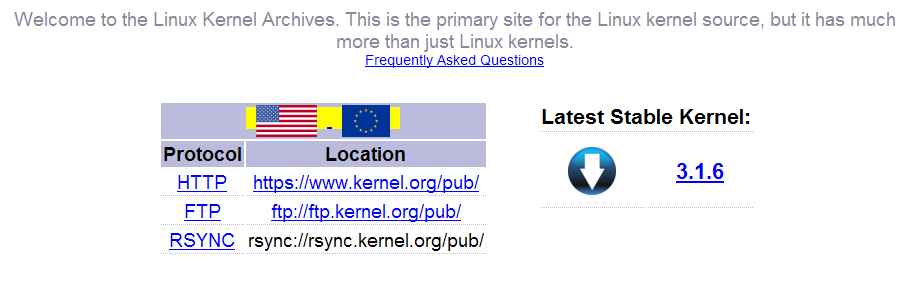 Welcome to the Linux Kernel Archives. This is the primary site for the Linux kernel source, but it has much
more than just Linux kernels.
Frequently Asked Questions
Protocol Location
HTTP https://www.kernel.org/pub/
FTP ftp://ftp.kernel.org/pub/
RSYNC rsync://rsync.kernel.org/pub/
Latest Stable Kernel:
3.1.6